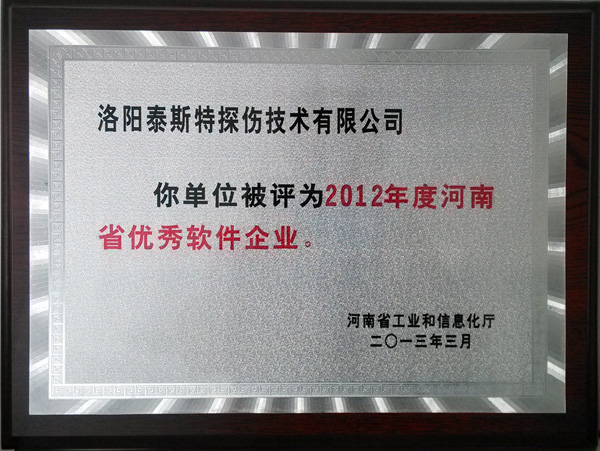 洛阳泰斯特探伤技术有限公司
你单位被评为2012年度河南
省优秀软件企业。
河南省工业和信息化厅
二〇一三年三月